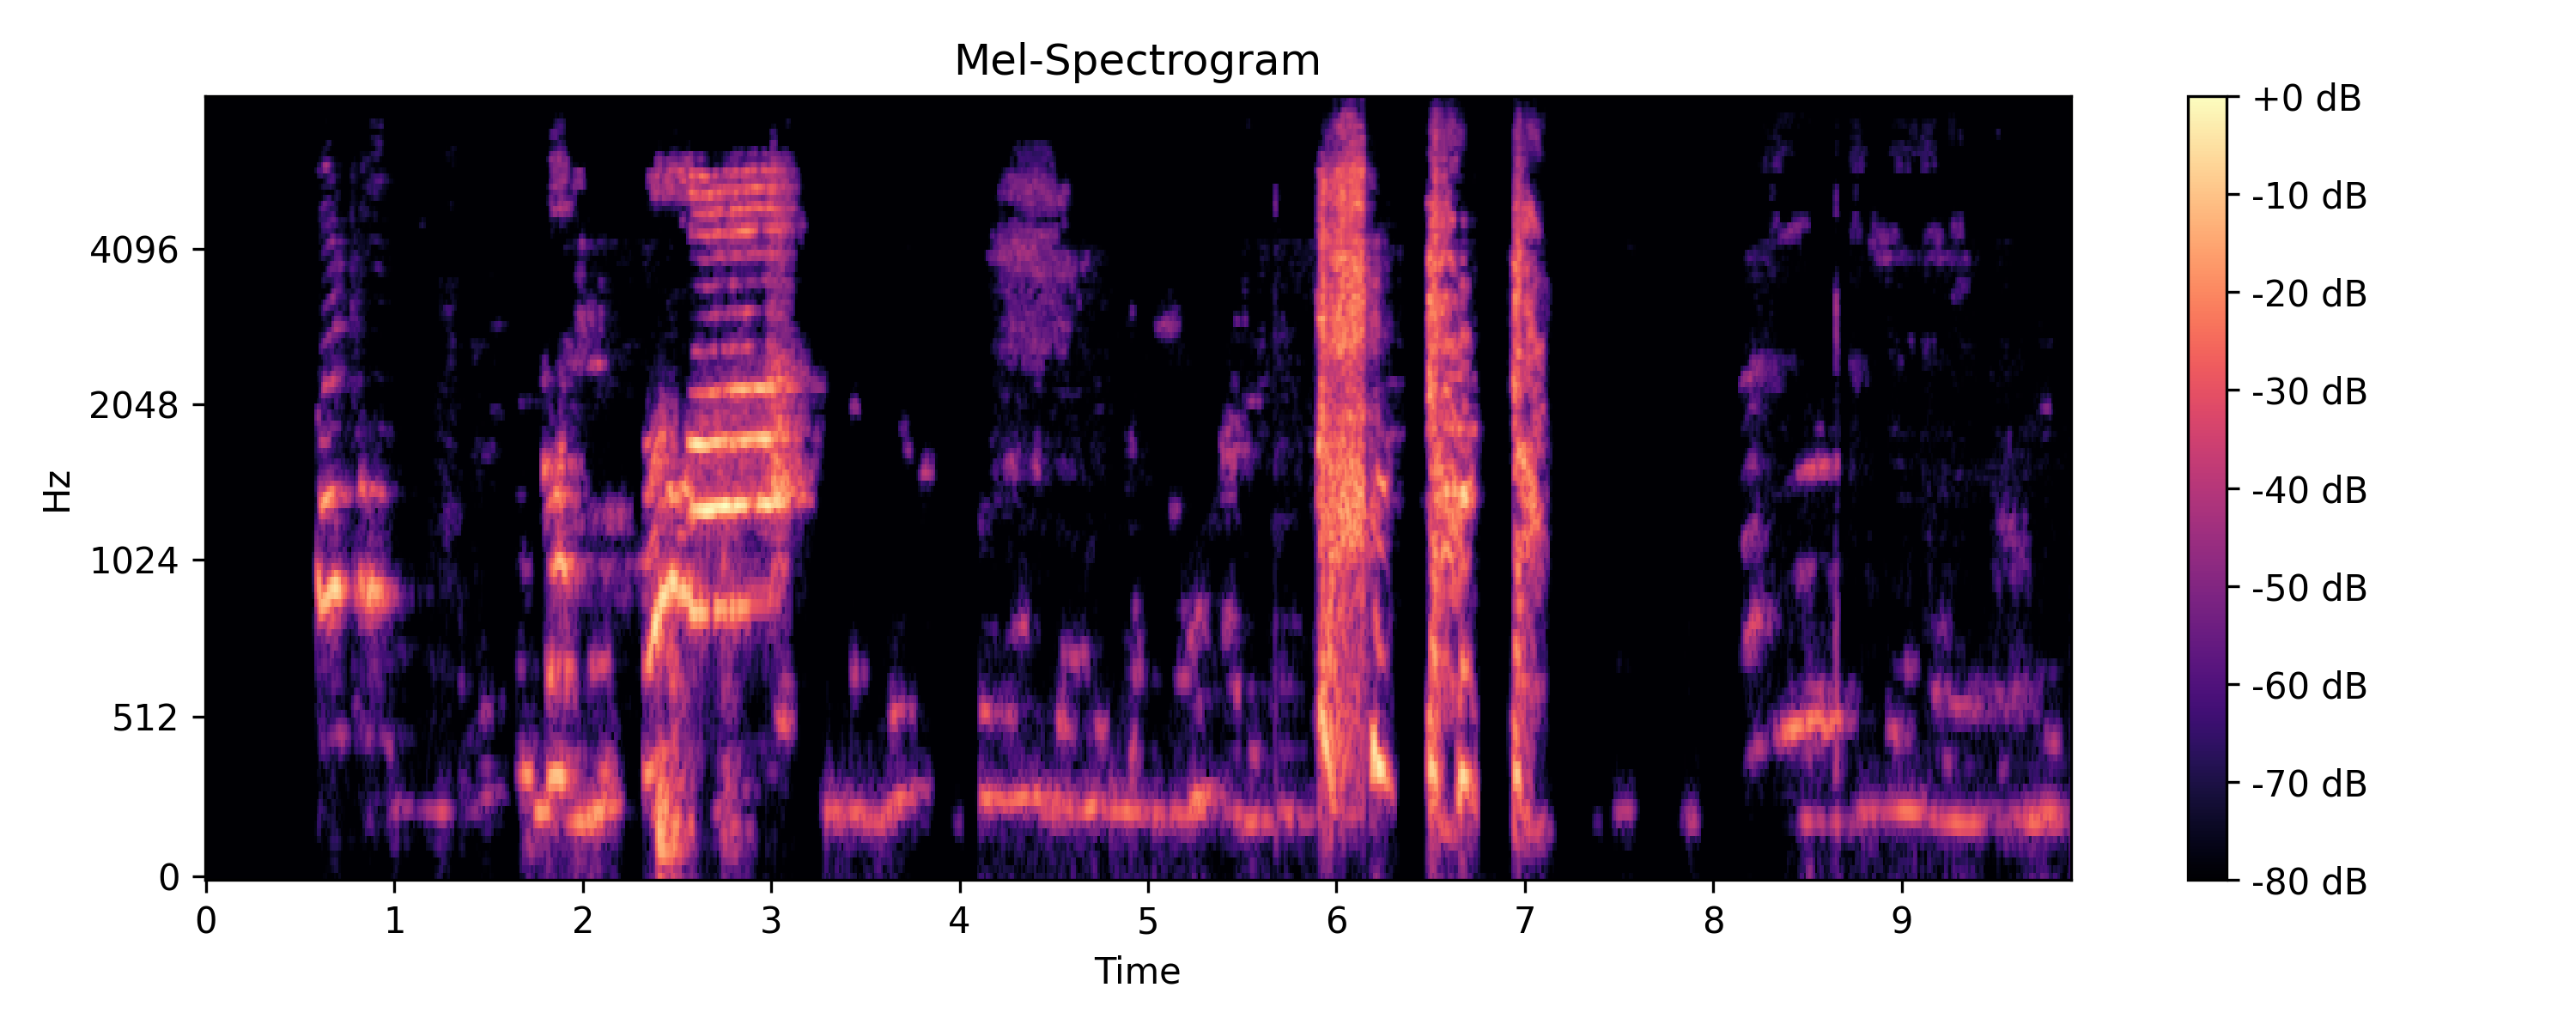 Mel-Spectrogram
+0 dB
-10 dB
-20 dB
-30 dB
-40 dB
-50 dB
-60 dB
-70 dB
-80 dB
Hz
4096
2048
1024
512
0
0 1 2 3 4 5 6 7 8 9
Time